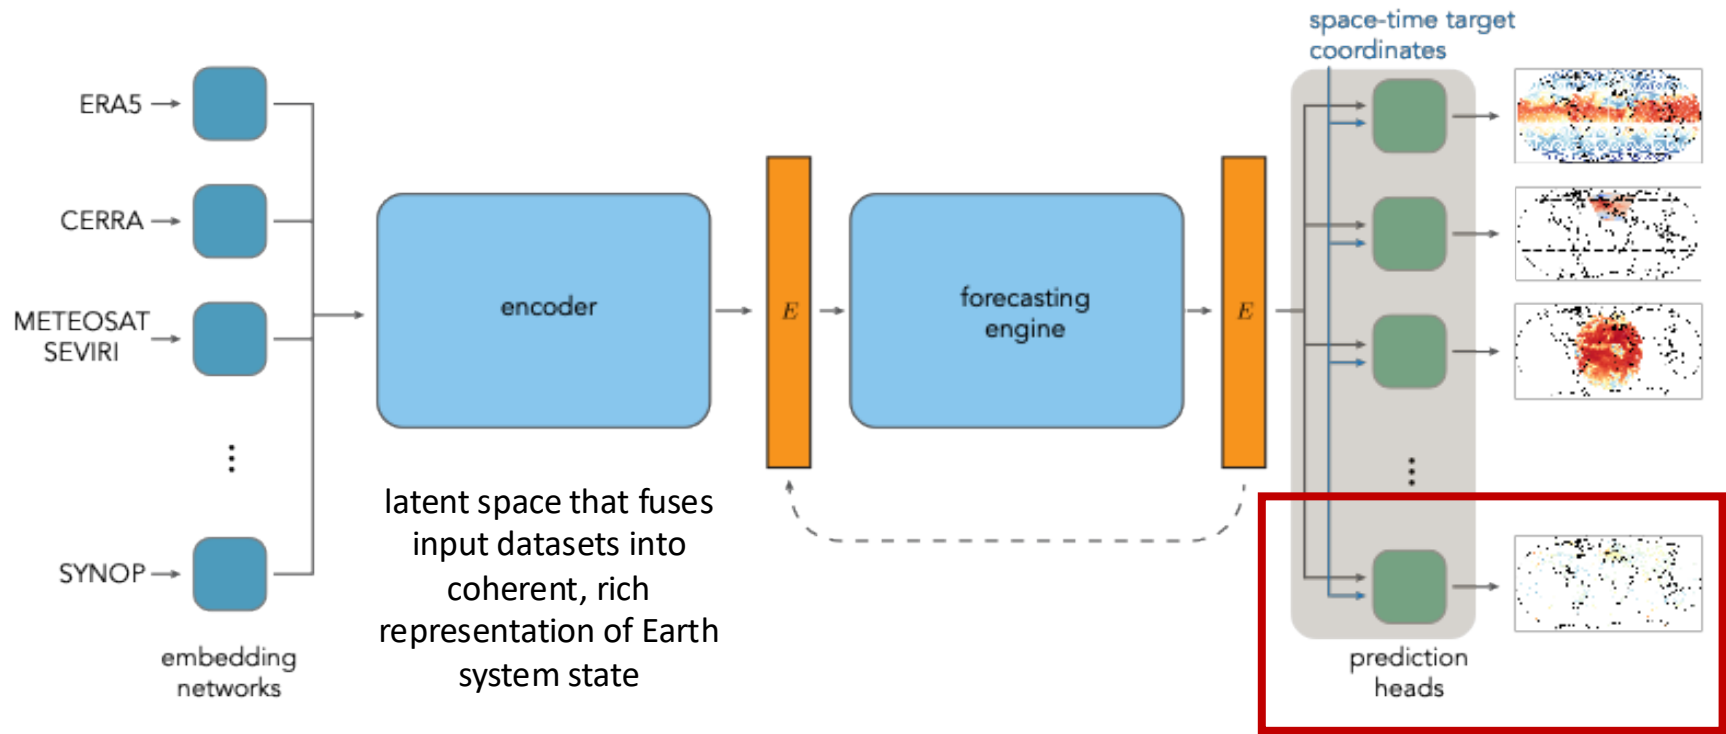 space-time target
coordinates
ERA5
CERRA
METEOSAT
SEVIRI
SYNOP
embedding
networks
encoder
E
forecasting
engine
E
latent space that fuses
input datasets into
coherent, rich
representation of Earth
system state
prediction
heads